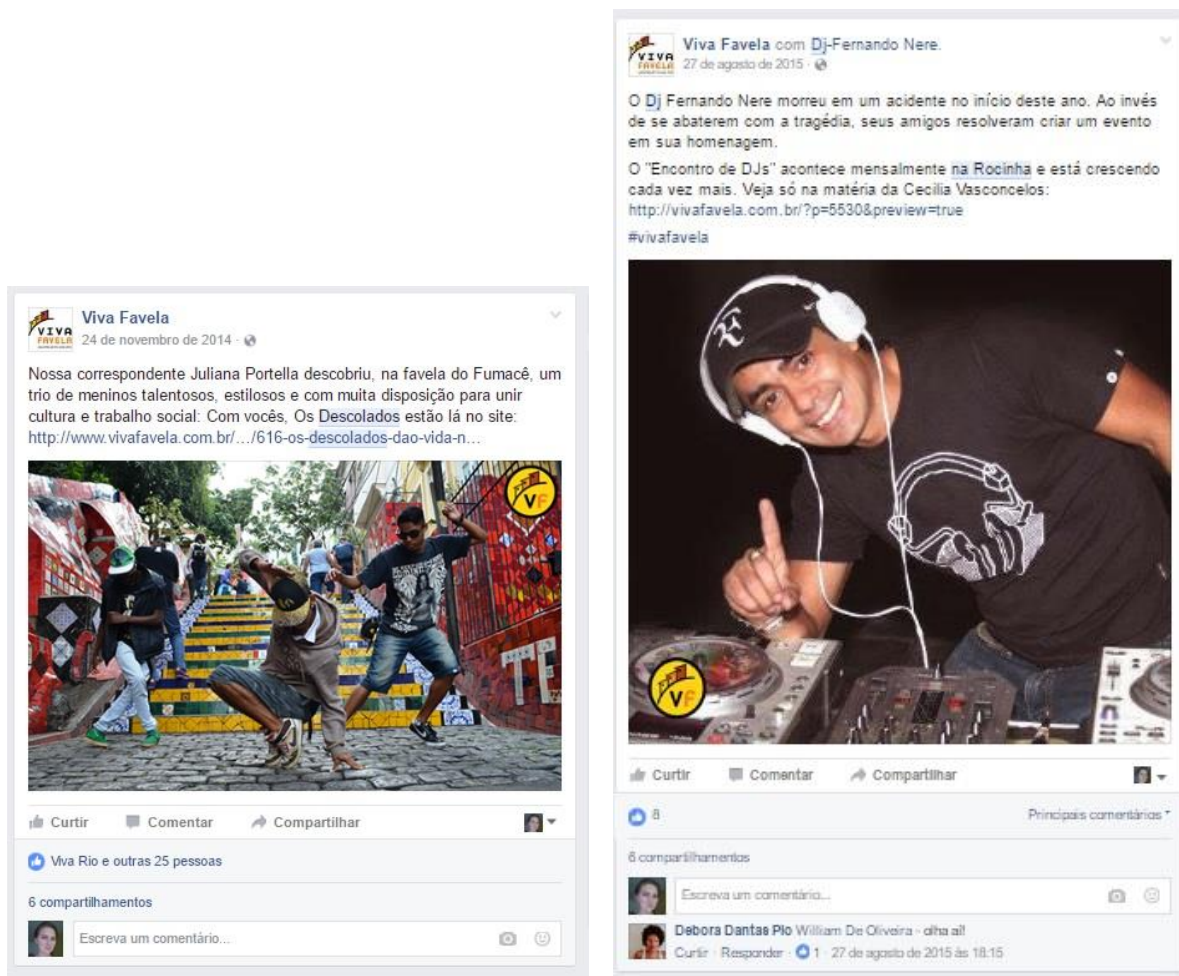 Viva Favela
24 de novembro de 2014
Nossa correspondente Juliana Portella descobriu, na favela do Fumacê, um
trio de meninos talentosos, estilosos e com muita disposição para unir
cultura e trabalho social: Com vocês, Os Descolados estão lá no site:
http://www.vivafavela.com.br/.../616-os-descolados-dao-vida-n...
VIVA
FAVELA
VF
Curtir Comentar Compartilhar
Viva Rio e outras 25 pessoas
6 compartilhamentos
Escreva um comentário...
Viva Favela com Dj-Fernando Nere.
27 de agosto de 2015
VIVA
FAVELA
O Dj Fernando Nere morreu em um acidente no início deste ano. Ao invés
de se abaterem com a tragédia, seus amigos resolveram criar um evento
em sua homenagem.
O "Encontro de DJs" acontece mensalmente na Rocinha e está crescendo
cada vez mais. Veja só na matéria da Cecilia Vasconcelos:
http://vivafavela.com.br/?p=5530&preview=true
#vivafavela
VF
Curtir Comentar Compartilhar
8 Principais comentários
6 compartilhamentos
Escreva um comentário...
Debora Dantas Pio William De Oliveira - olha aí!
Curtir · Responder · 1 · 27 de agosto de 2015 às 18:15